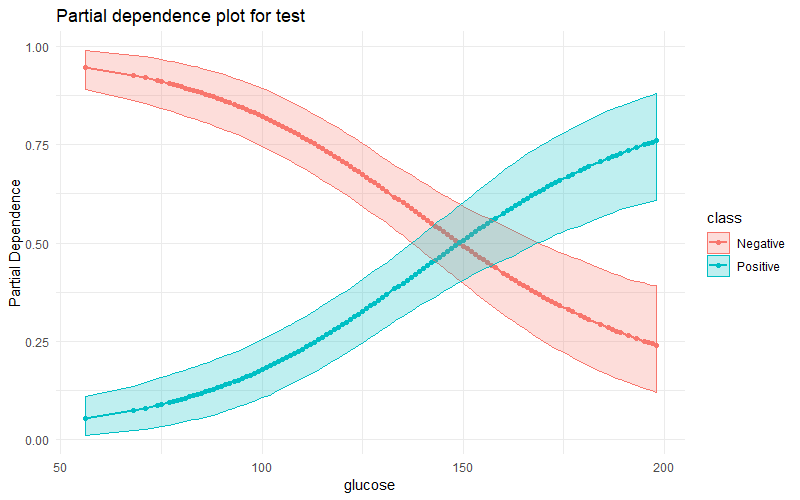 Partial dependence plot for test
1.00
0.75
0.50
0.25
0.00
Partial Dependence
50
100
150
200
glucose
class
Negative
Positive